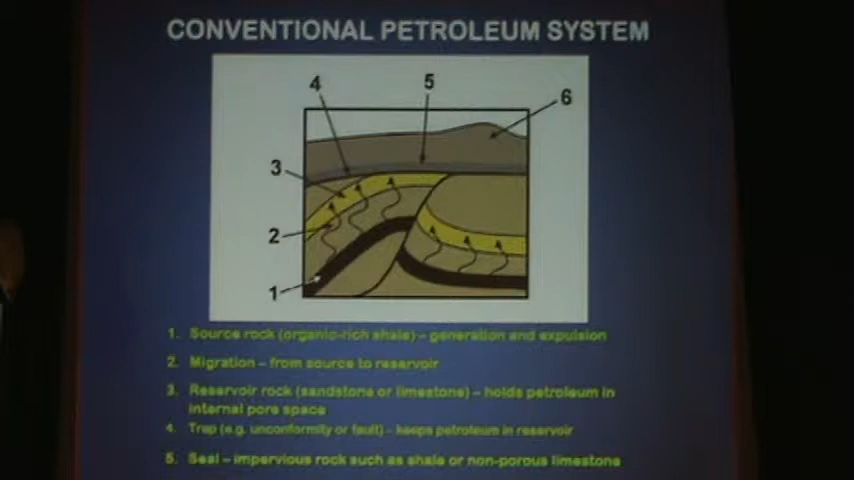 CONVENTIONAL PETROLEUM SYSTEM
4
5
6
3
2
1
1. Source rock (organic-rich shale) – generation and expulsion
2. Migration – from source to reservoir
3. Reservoir rock (sandstone or limestone) – holds petroleum in
internal pore space
4. Trap (e.g. unconformity or fault) – keeps petroleum in reservoir
5. Seal – impervious rock such as shale or non-porous limestone